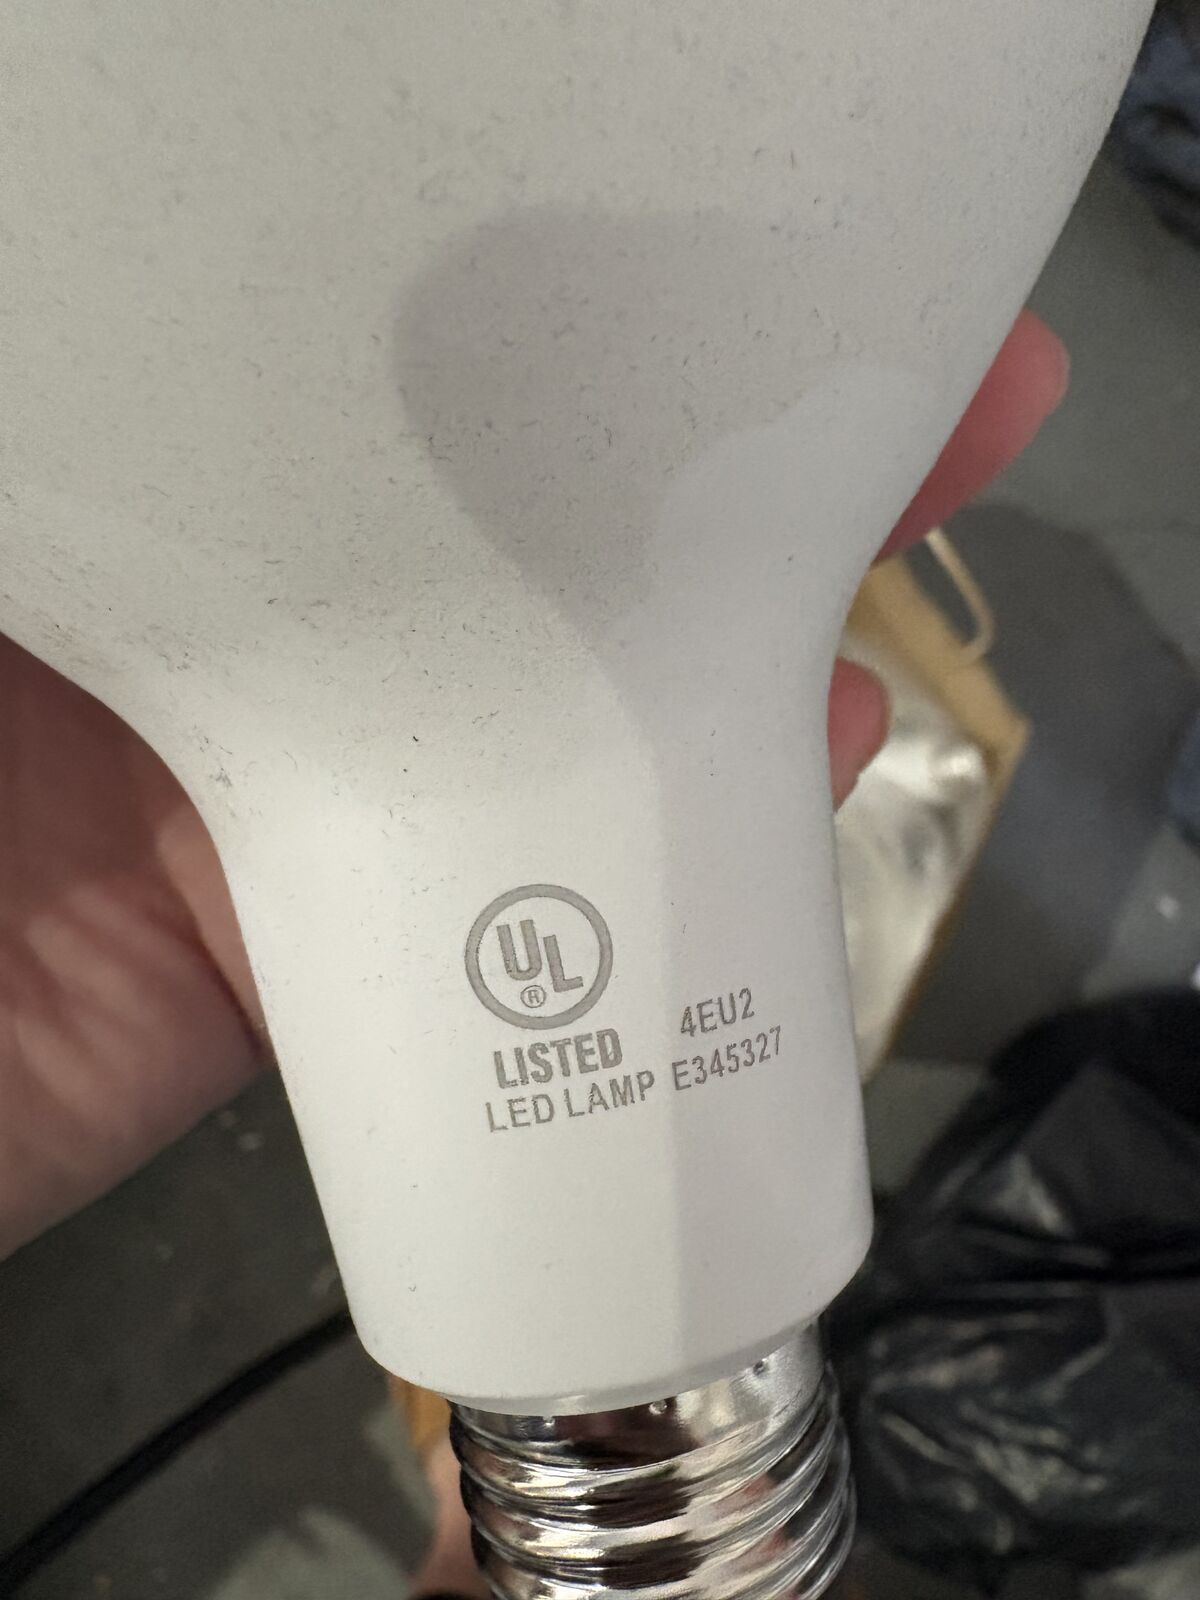 UL
®
LISTED 4EU2
LED LAMP E345327